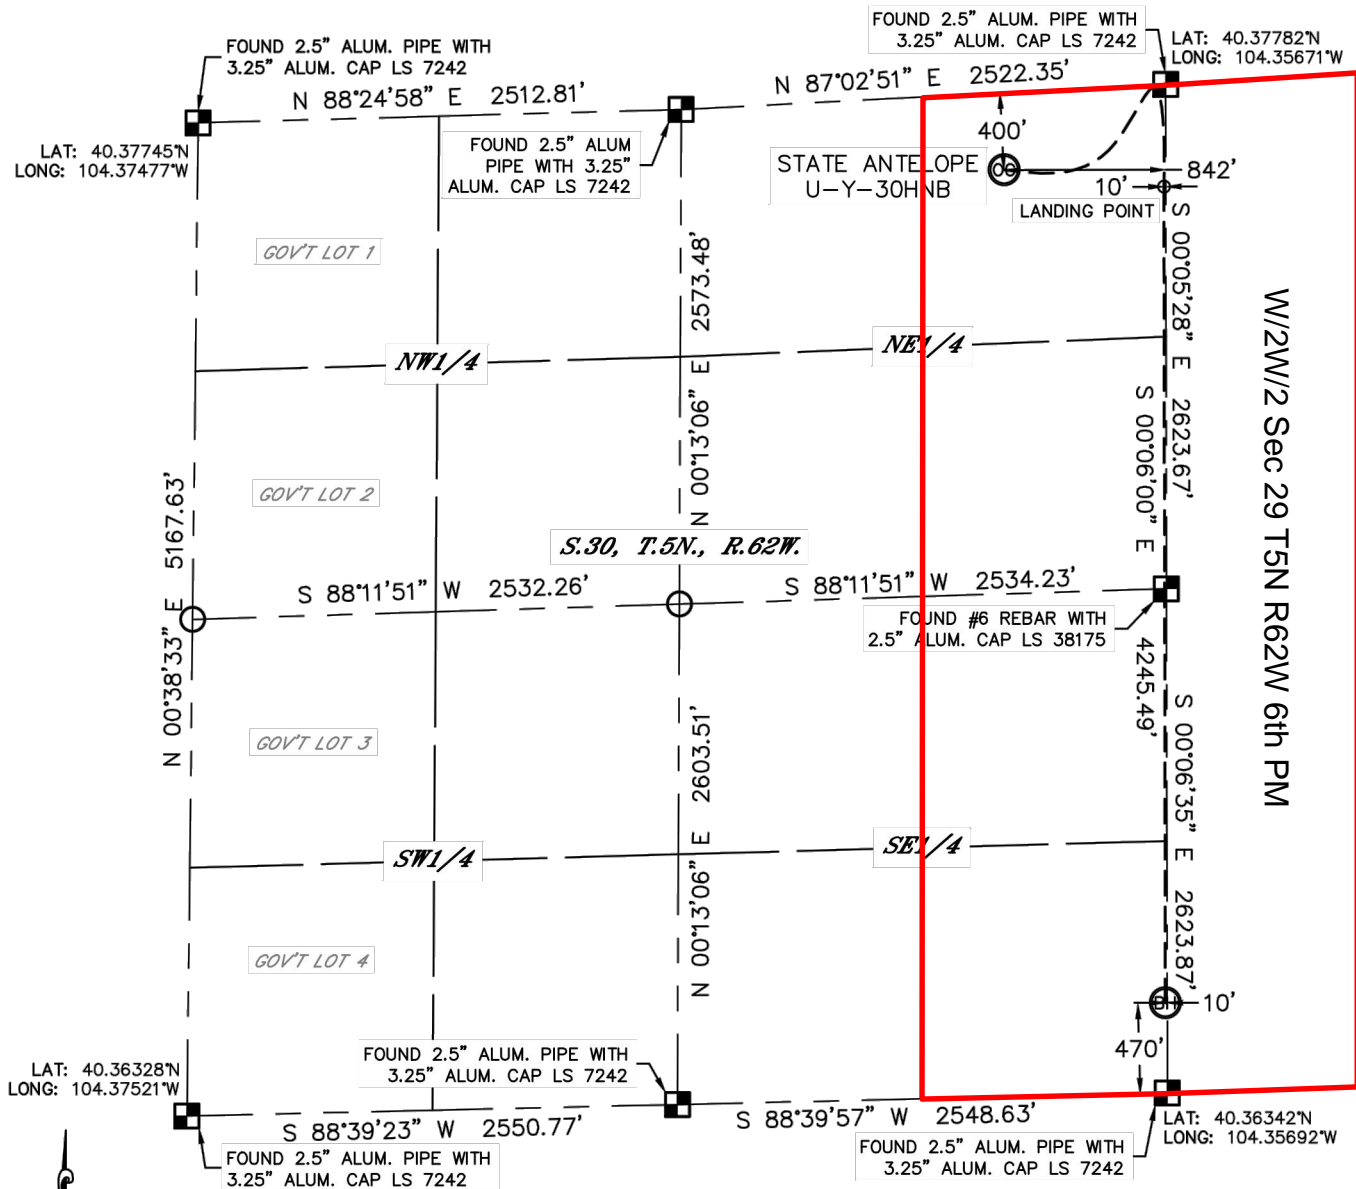 FOUND 2.5" ALUM. PIPE WITH
3.25" ALUM. CAP LS 7242
FOUND 2.5" ALUM. PIPE WITH
3.25" ALUM. CAP LS 7242
LAT: 40.37782°N
LONG: 104.35671°W
N 88°24'58" E 2512.81'
N 87°02'51" E 2522.35'
LAT: 40.37745°N
LONG: 104.37477°W
FOUND 2.5" ALUM
PIPE WITH 3.25"
ALUM. CAP LS 7242
400'
STATE ANTELOPE
U-Y-30HNB
842'
10'
LANDING POINT
GOV'T LOT 1
N 00°13'06" E 2573.48'
S 00°05'28" E 2623.67'
NW1/4
NE1/4
W/2W/2 Sec 29 T5N R62W 6th PM
S 00°06'00" E
4245.49'
GOV'T LOT 2
N 00°38'33" E 5167.63'
S.30, T.5N., R.62W.
S 88°11'51" W 2532.26'
S 88°11'51" W 2534.23'
FOUND #6 REBAR WITH
2.5" ALUM. CAP LS 38175
GOV'T LOT 3
N 00°13'06" E 2603.51'
S 00°06'35" E 2623.87'
SW1/4
SE1/4
GOV'T LOT 4
BH
10'
470'
FOUND 2.5" ALUM. PIPE WITH
3.25" ALUM. CAP LS 7242
LAT: 40.36328°N
LONG: 104.37521°W
S 88°39'23" W 2550.77'
S 88°39'57" W 2548.63'
LAT: 40.36342°N
LONG: 104.35692°W
FOUND 2.5" ALUM. PIPE WITH
3.25" ALUM. CAP LS 7242
FOUND 2.5" ALUM. PIPE WITH
3.25" ALUM. CAP LS 7242